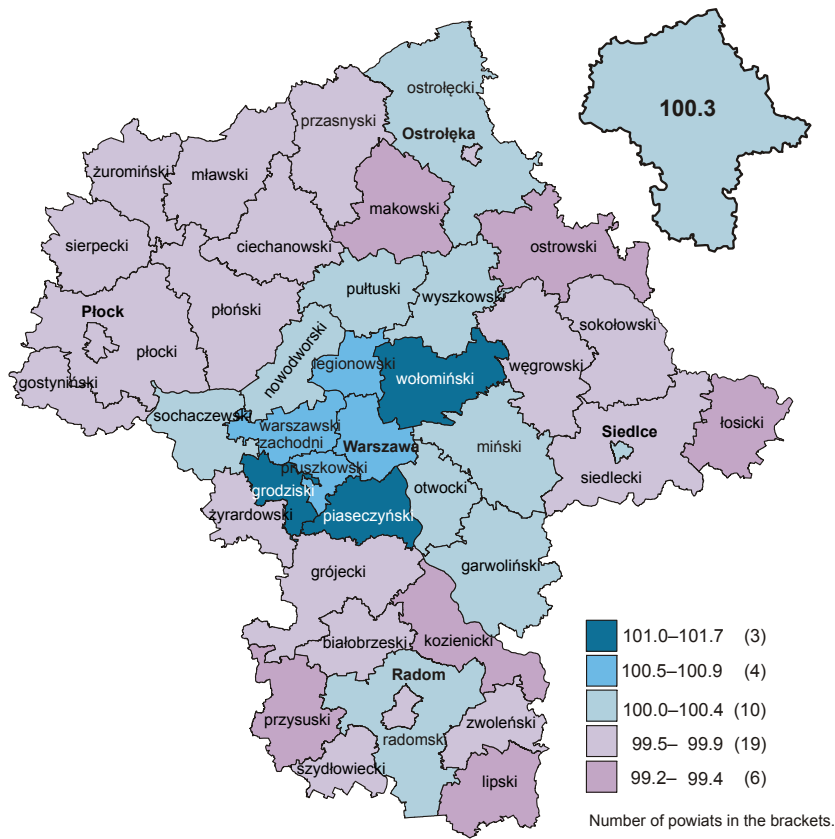 ostrołęcki
100.3
przasnyski
Ostrołęka
żuromiński
mławski
makowski
sierpecki
ciechanowski
ostrowski
pułtuski
wyszkowski
Płock
płoński
sokołowski
płocki
nowodworski
legionowski
węgrowski
gostyniński
wołomiński
sochaczewski
warszawski
zachodni
Warszawa
miński
Siedlce
łosicki
pruszkowski
siedlecki
grodziski
otwocki
żyrardowski
piaseczyński
garwoliński
grójecki
białobrzeski
kozienicki
Radom
przysuski
zwoleński
radomski
szydłowiecki
lipski
101.0–101.7 (3)
100.5–100.9 (4)
100.0–100.4 (10)
99.5– 99.9 (19)
99.2– 99.4 (6)
Number of powiats in the brackets.